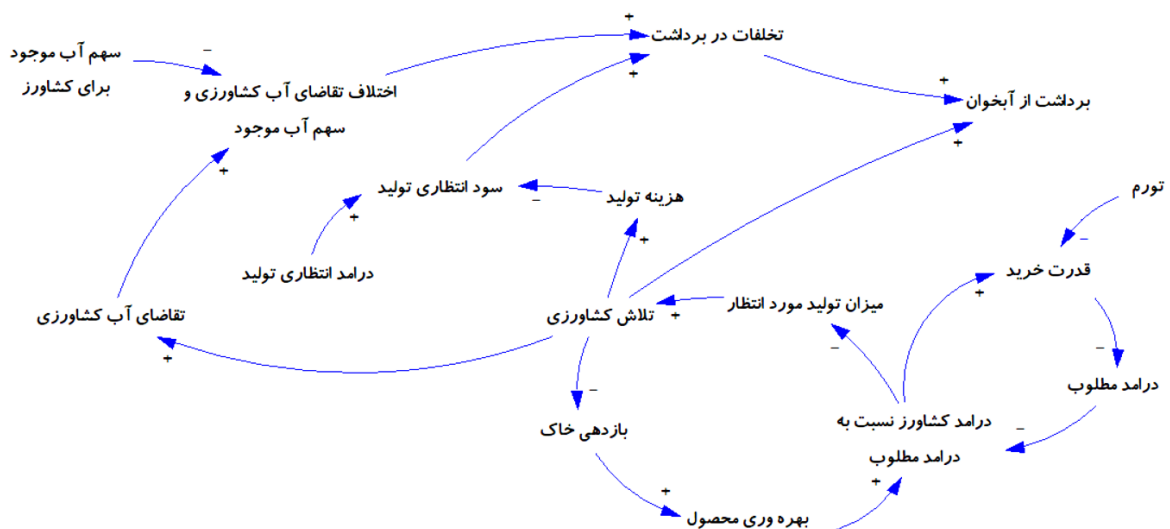 تخلفات در برداشت
سهم آب موجود
برای کشاورز
اختلاف تقاضای آب کشاورزی و
سهم آب موجود
برداشت از آبخوان
سود انتظاری تولید
هزینه تولید
تورم
درامد انتظاری تولید
قدرت خرید
تقاضای آب کشاورزی
تلاش کشاورزی
میزان تولید مورد انتظار
درامد مطلوب
بازدهی خاک
درامد کشاورز نسبت به
درامد مطلوب
بهره وری محصول